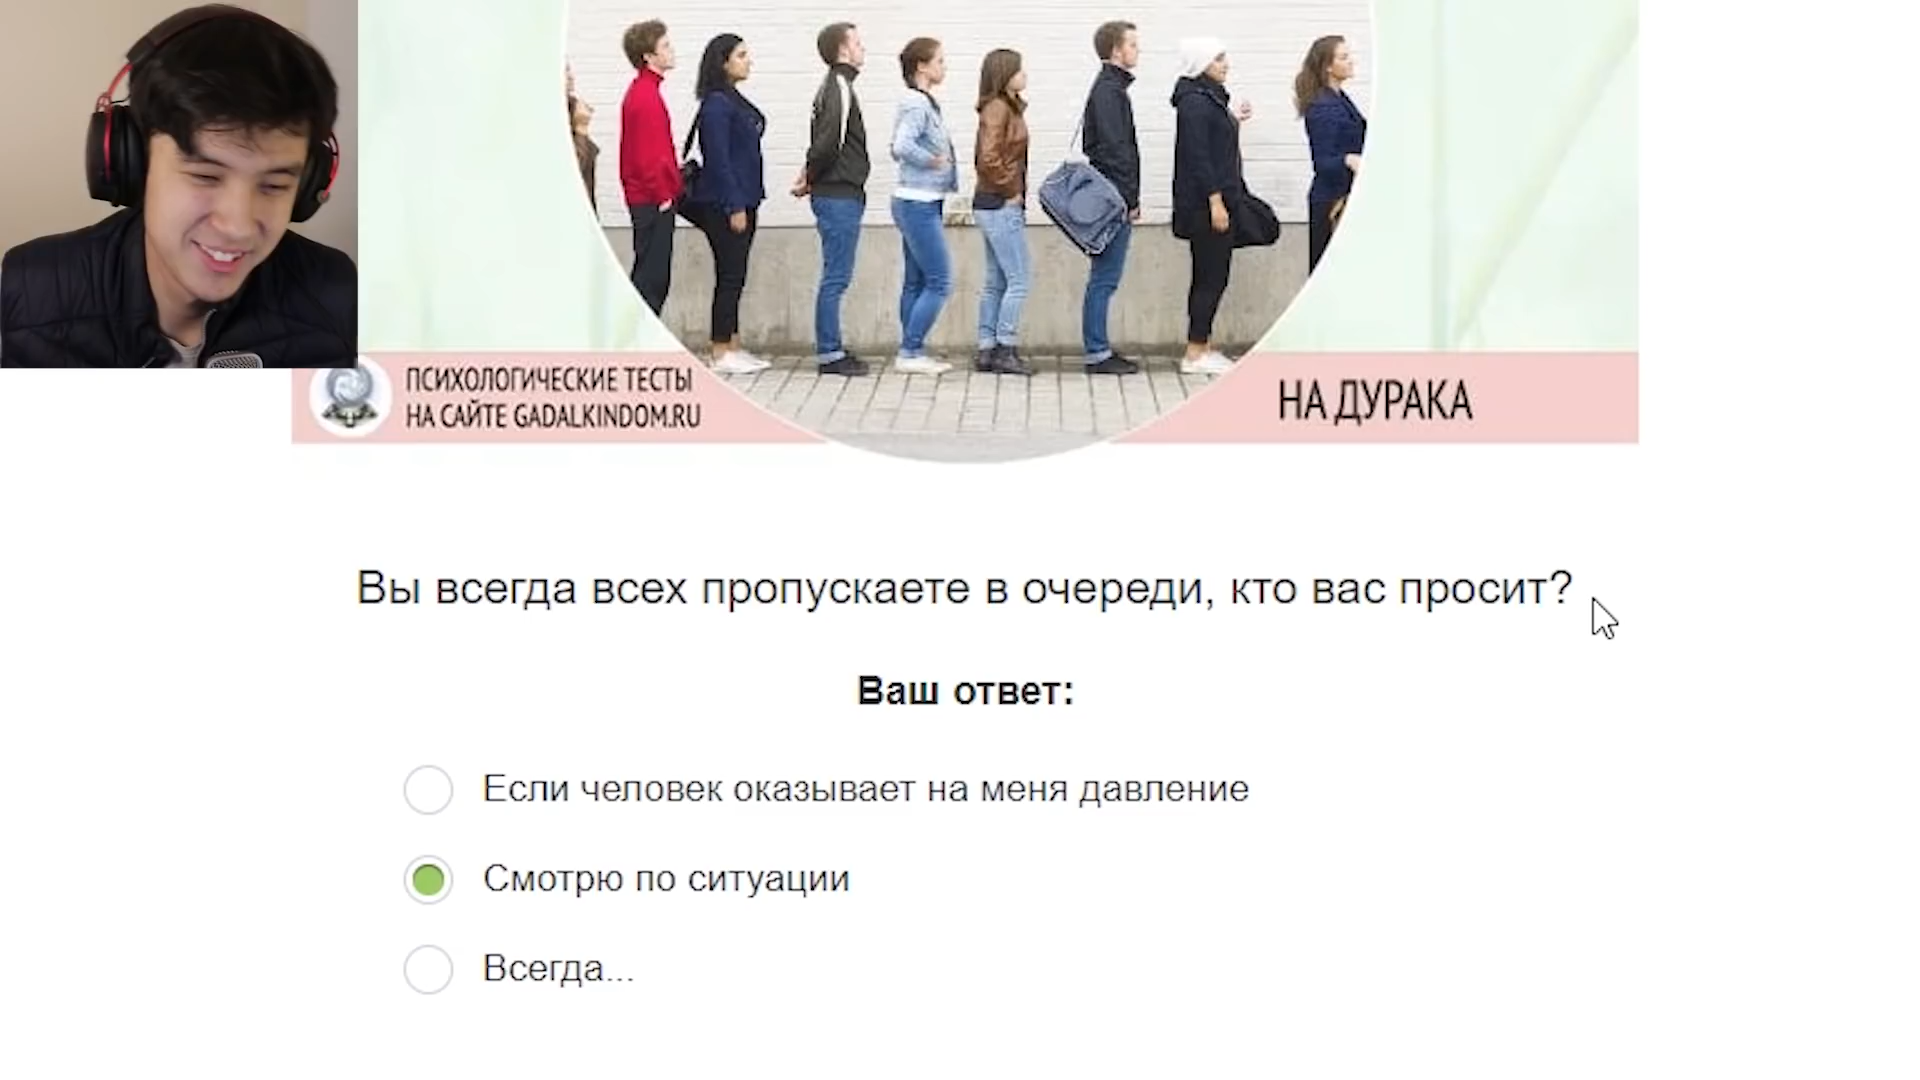 ПСИХОЛОГИЧЕСКИЕ ТЕСТЫ
НА САЙТЕ GADALKINDOM.RU
НА ДУРАКА
Вы всегда всех пропускаете в очереди, кто вас просит?
Ваш ответ:
Если человек оказывает на меня давление
Смотрю по ситуации
Всегда...